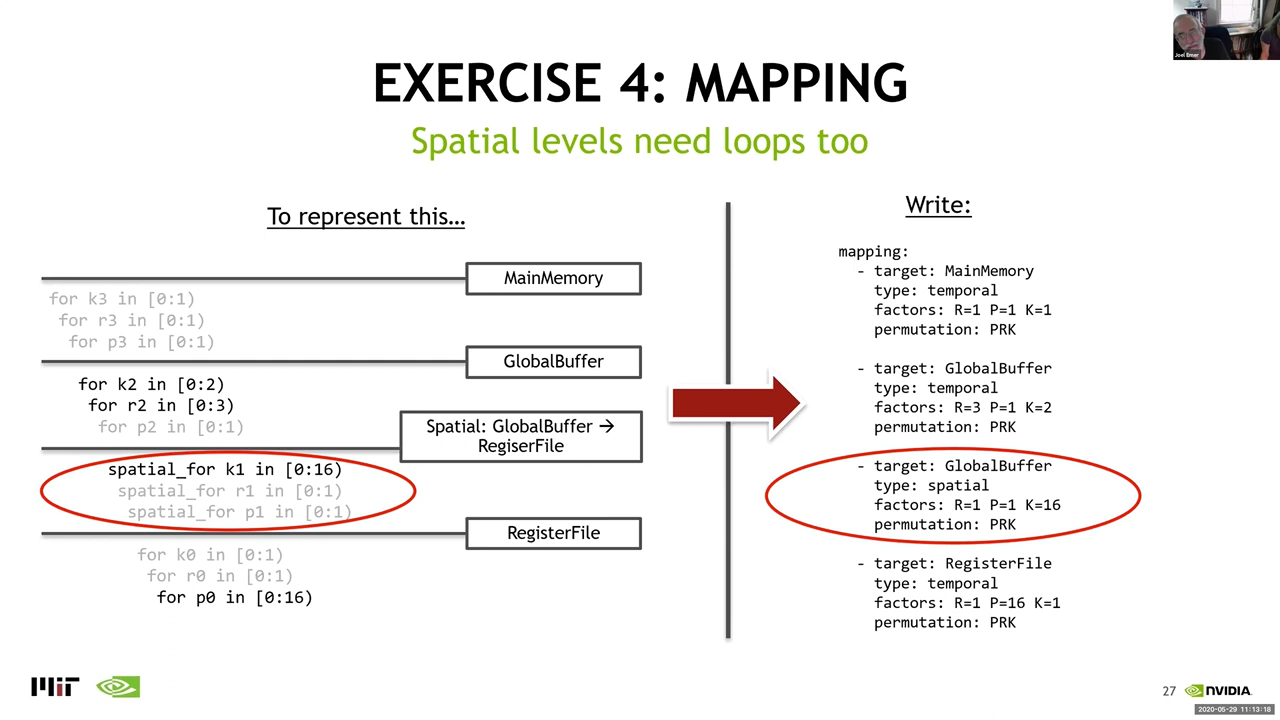 Joel Emer
EXERCISE 4: MAPPING
Spatial levels need loops too
To represent this…
MainMemory
for k3 in [0:1)
for r3 in [0:1)
for p3 in [0:1)
GlobalBuffer
for k2 in [0:2)
for r2 in [0:3)
for p2 in [0:1)
Spatial: GlobalBuffer →
RegiserFile
spatial_for k1 in [0:16)
spatial_for r1 in [0:1)
spatial_for p1 in [0:1)
RegisterFile
for k0 in [0:1)
for r0 in [0:1)
for p0 in [0:16)
Write:
mapping:
- target: MainMemory
type: temporal
factors: R=1 P=1 K=1
permutation: PRK
- target: GlobalBuffer
type: temporal
factors: R=3 P=1 K=2
permutation: PRK
- target: GlobalBuffer
type: spatial
factors: R=1 P=1 K=16
permutation: PRK
- target: RegisterFile
type: temporal
factors: R=1 P=16 K=1
permutation: PRK
MIT
27
NVIDIA
2020-05-29 11:13:18